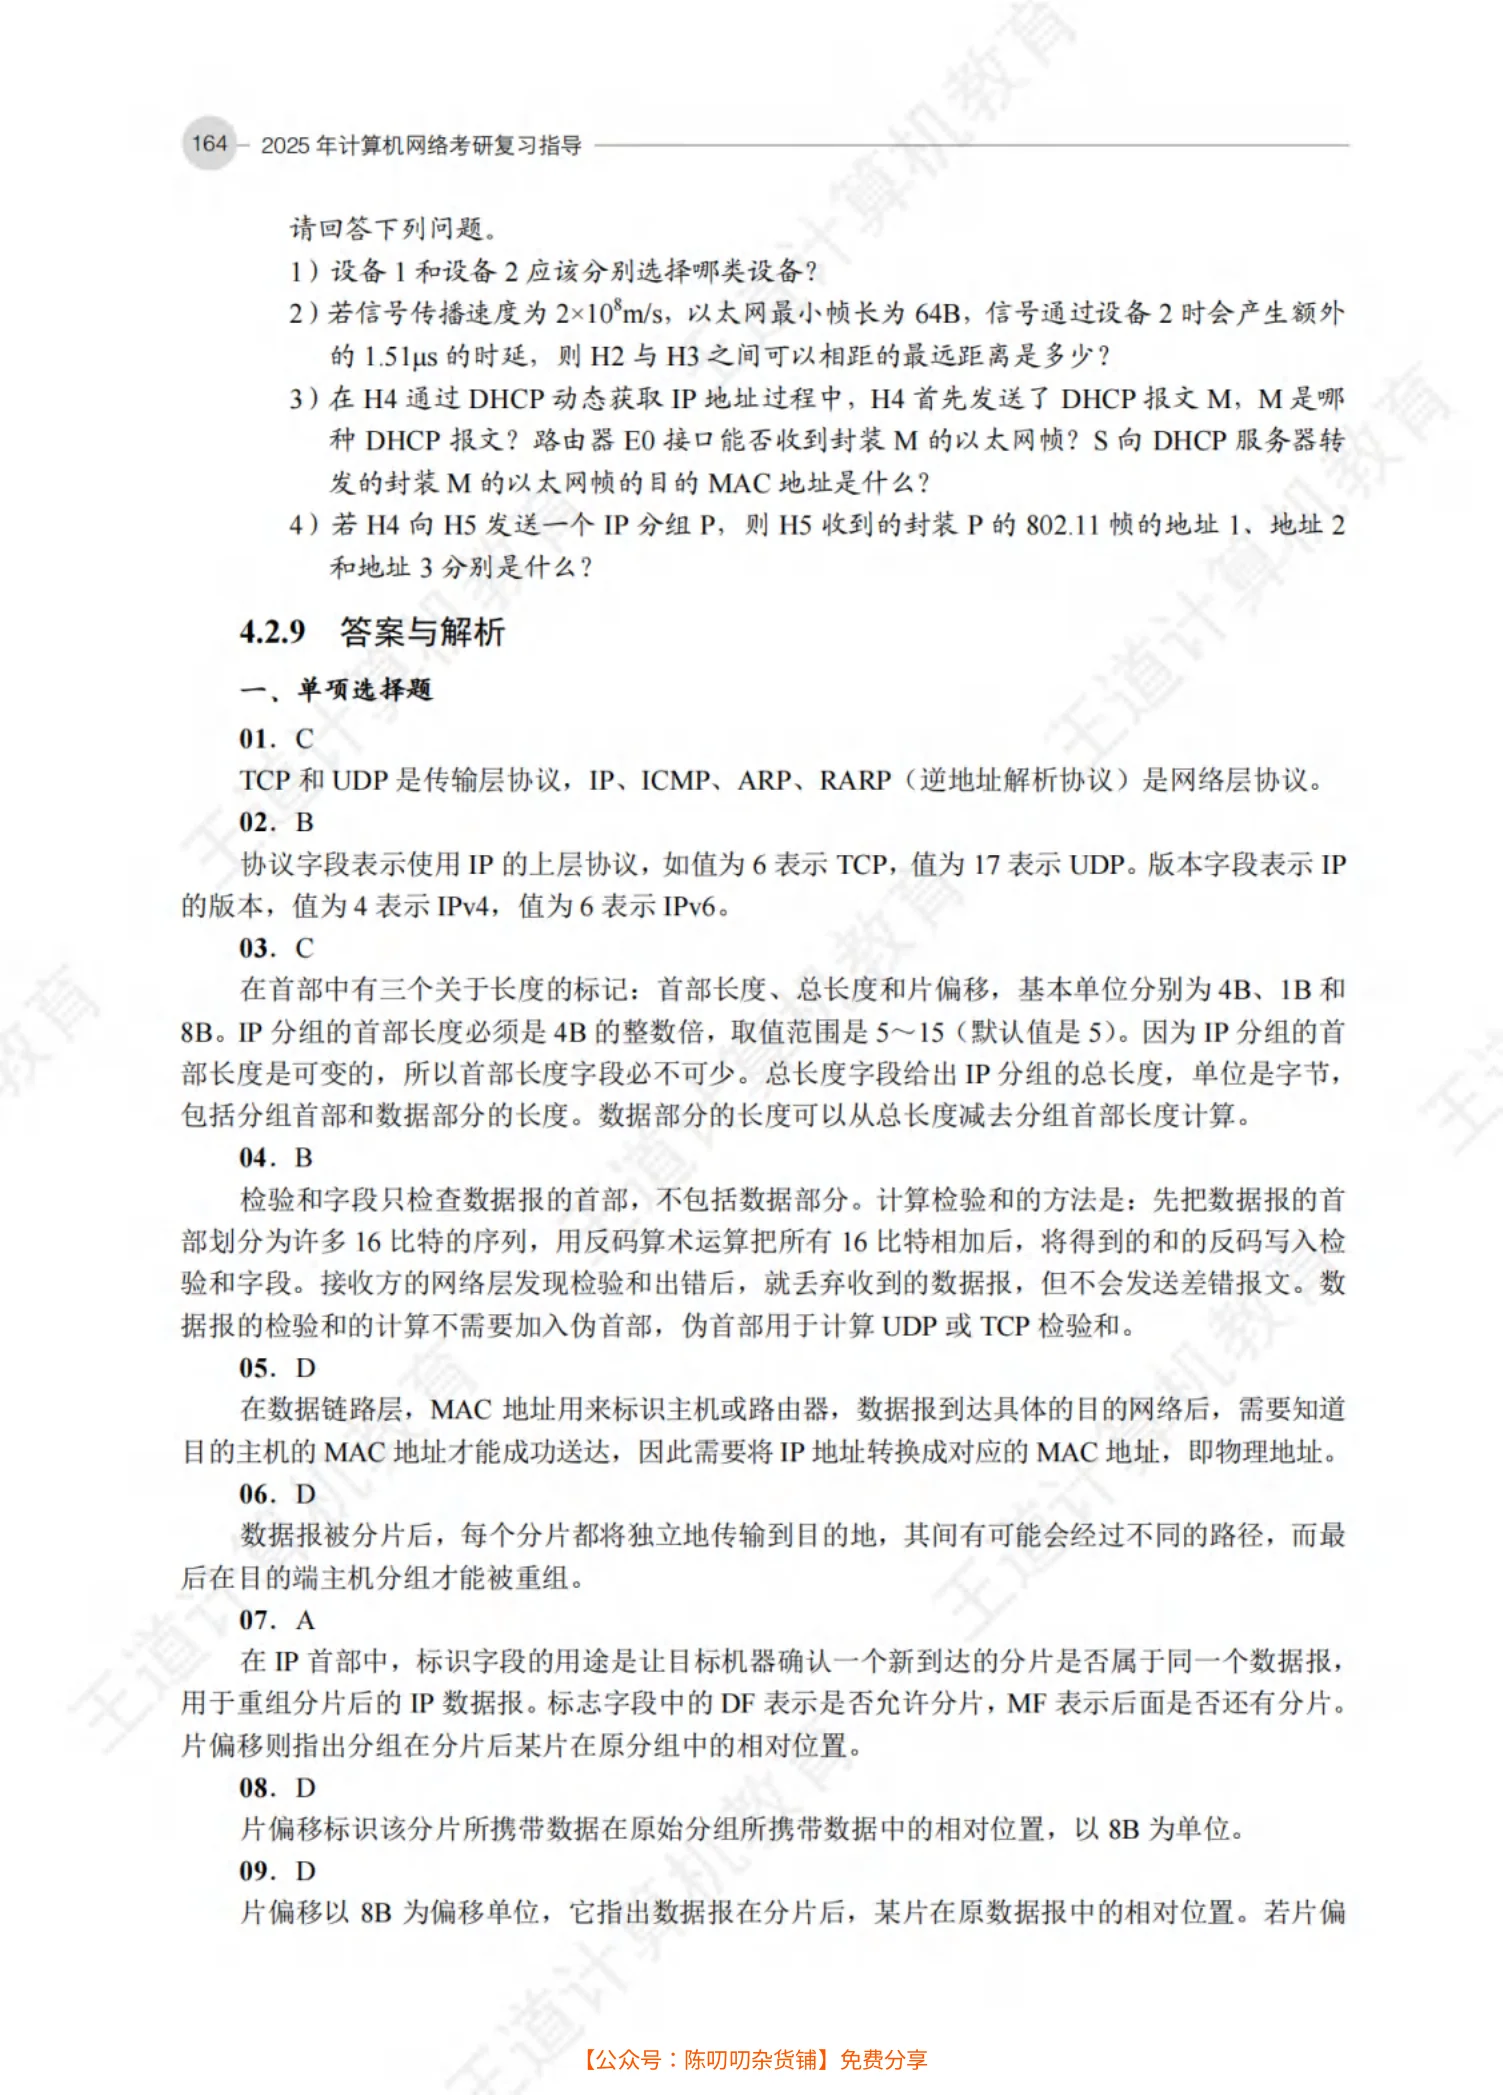 164 2025 年计算机网络考研复习指导
请回答下列问题。
1）设备 1 和设备 2 应该分别选择哪类设备？
2）若信号传播速度为 2×10⁸m/s，以太网最小帧长为 64B，信号通过设备 2 时会产生额外
的 1.51μs 的时延，则 H2 与 H3 之间可以相距的最远距离是多少？
3）在 H4 通过 DHCP 动态获取 IP 地址过程中，H4 首先发送了 DHCP 报文 M，M 是哪
种 DHCP 报文？路由器 E0 接口能否收到封装 M 的以太网帧？S 向 DHCP 服务器转
发的封装 M 的以太网帧的目的 MAC 地址是什么？
4）若 H4 向 H5 发送一个 IP 分组 P，则 H5 收到的封装 P 的 802.11 帧的地址 1、地址 2
和地址 3 分别是什么？
4.2.9 答案与解析
一、单项选择题
01. C
TCP 和 UDP 是传输层协议，IP、ICMP、ARP、RARP（逆地址解析协议）是网络层协议。
02. B
协议字段表示使用 IP 的上层协议，如值为 6 表示 TCP，值为 17 表示 UDP。版本字段表示 IP
的版本，值为 4 表示 IPv4，值为 6 表示 IPv6。
03. C
在首部中有三个关于长度的标记：首部长度、总长度和片偏移，基本单位分别为 4B、1B 和
8B。IP 分组的首部长度必须是 4B 的整数倍，取值范围是 5～15（默认值是 5）。因为 IP 分组的首
部长度是可变的，所以首部长度字段必不可少。总长度字段给出 IP 分组的总长度，单位是字节，
包括分组首部和数据部分的长度。数据部分的长度可以从总长度减去分组首部长度计算。
04. B
检验和字段只检查数据报的首部，不包括数据部分。计算检验和的方法是：先把数据报的首
部划分为许多 16 比特的序列，用反码算术运算把所有 16 比特相加后，将得到的和的反码写入检
验和字段。接收方的网络层发现检验和出错后，就丢弃收到的数据报，但不会发送差错报文。数
据报的检验和的计算不需要加入伪首部，伪首部用于计算 UDP 或 TCP 检验和。
05. D
在数据链路层，MAC 地址用来标识主机或路由器，数据报到达具体的目的网络后，需要知道
目的主机的 MAC 地址才能成功送达，因此需要将 IP 地址转换成对应的 MAC 地址，即物理地址。
06. D
数据报被分片后，每个分片都将独立地传输到目的地，其间有可能会经过不同的路径，而最
后在目的端主机分组才能被重组。
07. A
在 IP 首部中，标识字段的用途是让目标机器确认一个新到达的分片是否属于同一个数据报，
用于重组分片后的 IP 数据报。标志字段中的 DF 表示是否允许分片，MF 表示后面是否还有分片。
片偏移则指出分组在分片后某片在原分组中的相对位置。
08. D
片偏移标识该分片所携带数据在原始分组所携带数据中的相对位置，以 8B 为单位。
09. D
片偏移以 8B 为偏移单位，它指出数据报在分片后，某片在原数据报中的相对位置。若片偏
【公众号：陈叨叨杂货铺】免费分享